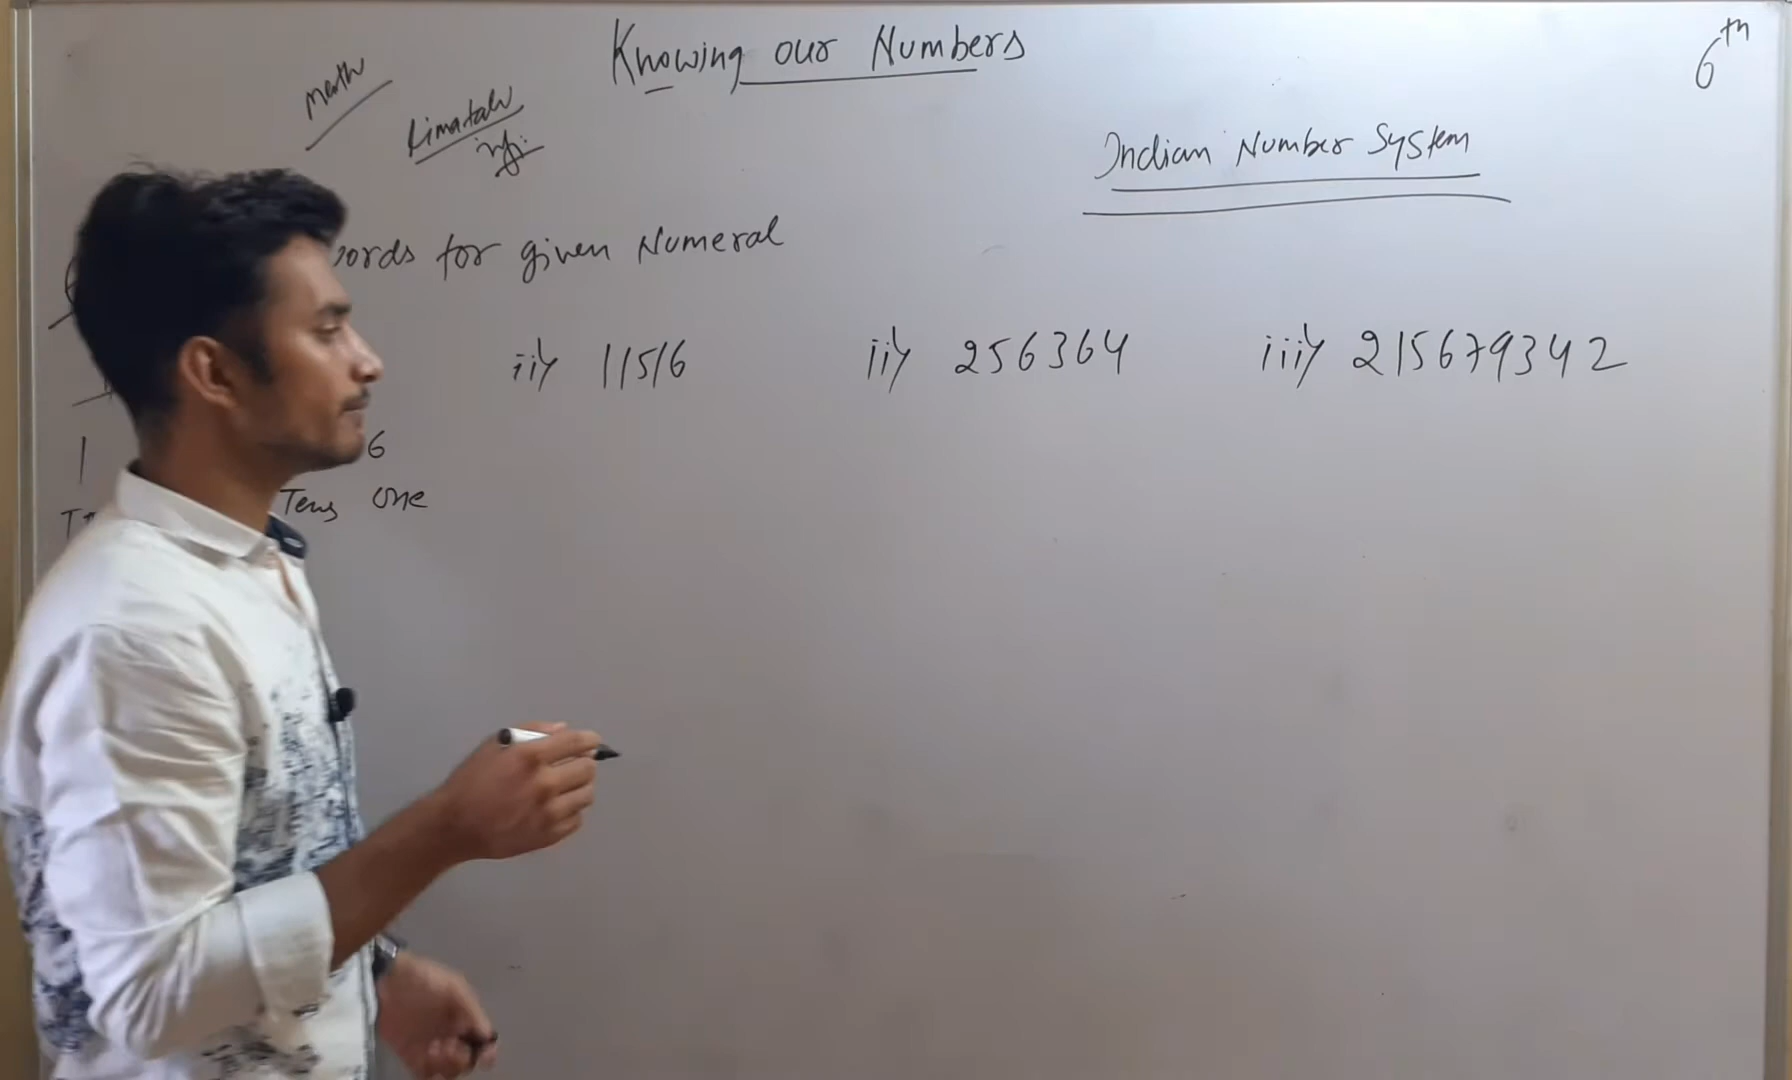 Knowing our Numbers
6th
Math
Indian Number System
for given Numeral
ii) 11516
ii) 256364
iii) 215679342
6
Tens One